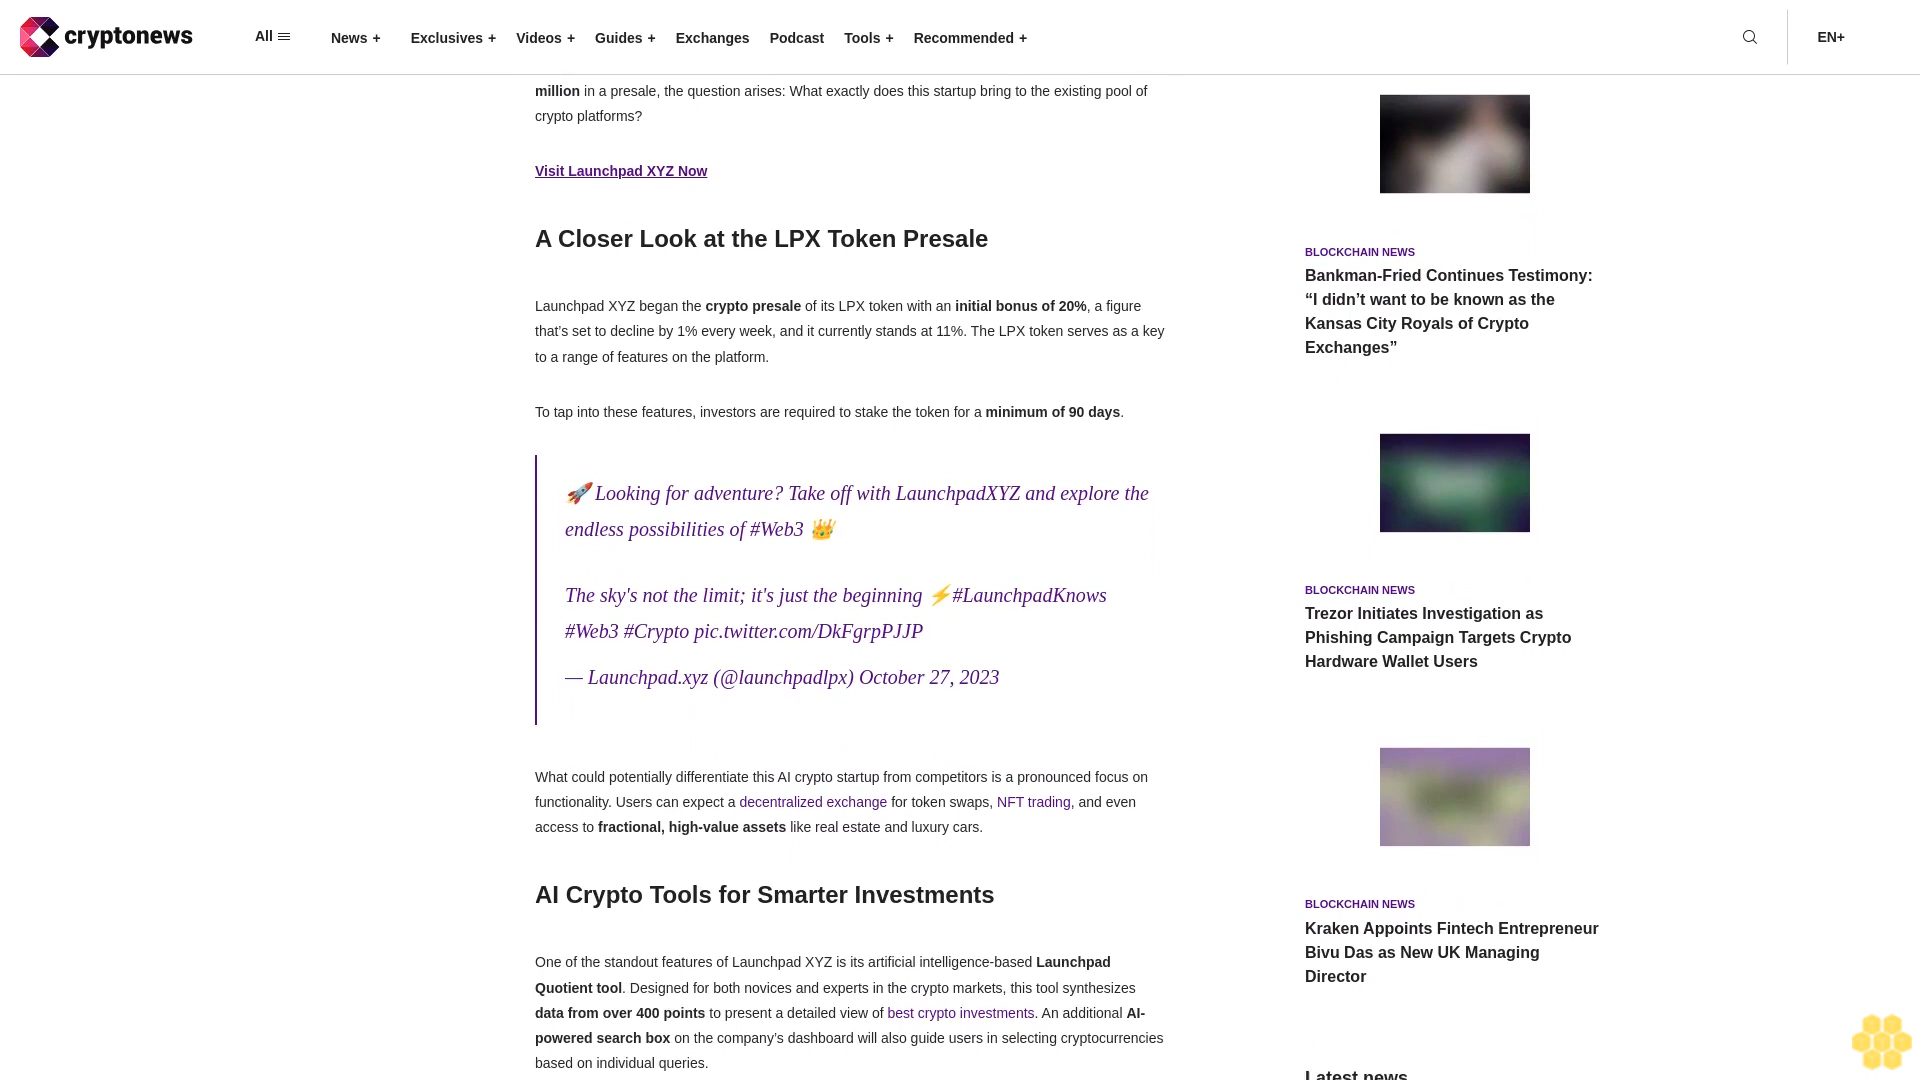 cryptonews
All
News +
Exclusives +
Videos +
Guides +
Exchanges
Podcast
Tools +
Recommended +
EN+
million in a presale, the question arises: What exactly does this startup bring to the existing pool of
crypto platforms?
Visit Launchpad XYZ Now
A Closer Look at the LPX Token Presale
Launchpad XYZ began the crypto presale of its LPX token with an initial bonus of 20%, a figure
that's set to decline by 1% every week, and it currently stands at 11%. The LPX token serves as a key
to a range of features on the platform.
To tap into these features, investors are required to stake the token for a minimum of 90 days.
🚀Looking for adventure? Take off with LaunchpadXYZ and explore the
endless possibilities of #Web3 👑
The sky's not the limit; it's just the beginning ⚡#LaunchpadKnows
#Web3 #Crypto pic.twitter.com/DkFgrpPJJP
— Launchpad.xyz (@launchpadlpx) October 27, 2023
What could potentially differentiate this AI crypto startup from competitors is a pronounced focus on
functionality. Users can expect a decentralized exchange for token swaps, NFT trading, and even
access to fractional, high-value assets like real estate and luxury cars.
AI Crypto Tools for Smarter Investments
One of the standout features of Launchpad XYZ is its artificial intelligence-based Launchpad
Quotient tool. Designed for both novices and experts in the crypto markets, this tool synthesizes
data from over 400 points to present a detailed view of best crypto investments. An additional AI-
powered search box on the company's dashboard will also guide users in selecting cryptocurrencies
based on individual queries.
BLOCKCHAIN NEWS
Bankman-Fried Continues Testimony:
“I didn’t want to be known as the
Kansas City Royals of Crypto
Exchanges”
BLOCKCHAIN NEWS
Trezor Initiates Investigation as
Phishing Campaign Targets Crypto
Hardware Wallet Users
BLOCKCHAIN NEWS
Kraken Appoints Fintech Entrepreneur
Bivu Das as New UK Managing
Director
Latest news